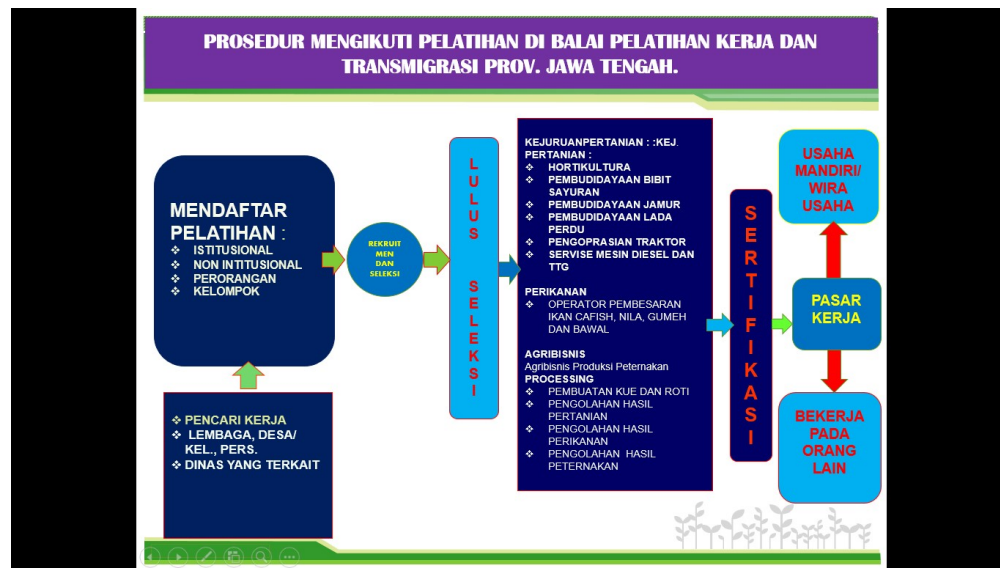 PROSEDUR MENGIKUTI PELATIHAN DI BALAI PELATIHAN KERJA DAN
TRANSMIGRASI PROV. JAWA TENGAH.
MENDAFTAR
PELATIHAN :
❖ ISTITUSIONAL
❖ NON INTITUSIONAL
❖ PERORANGAN
❖ KELOMPOK
❖ PENCARI KERJA
❖ LEMBAGA, DESA/
KEL., PERS.
❖ DINAS YANG TERKAIT
REKRUIT
MEN
DAN
SELEKSI
LULUS SELEKSI
KEJURUANPERTANIAN : :KEJ.
PERTANIAN :
❖ HORTIKULTURA
❖ PEMBUDIDAYAAN BIBIT
SAYURAN
❖ PEMBUDIDAYAAN JAMUR
❖ PEMBUDIDAYAAN LADA
PERDU
❖ PENGOPRASIAN TRAKTOR
❖ SERVISE MESIN DIESEL DAN
TTG
PERIKANAN
❖ OPERATOR PEMBESARAN
IKAN CAFISH, NILA, GUMEH
DAN BAWAL
AGRIBISNIS
Agribisnis Produksi Peternakan
PROCESSING
❖ PEMBUATAN KUE DAN ROTI
❖ PENGOLAHAN HASIL
PERTANIAN
❖ PENGOLAHAN HASIL
PERIKANAN
❖ PENGOLAHAN HASIL
PETERNAKAN
SERTIFIKASI
USAHA
MANDIRI/
WIRA
USAHA
PASAR
KERJA
BEKERJA
PADA
ORANG
LAIN